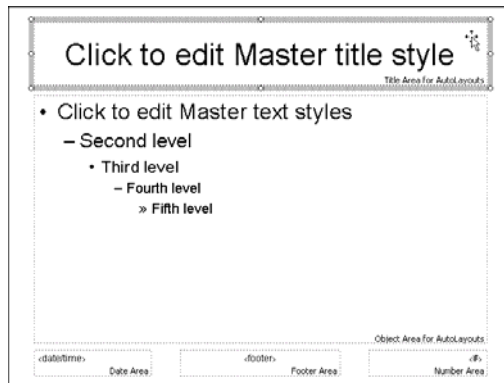 Click to edit Master title style
Title Area for AutoLayouts
• Click to edit Master text styles
– Second level
• Third level
– Fourth level
» Fifth level
Object Area for AutoLayouts
<date/time>
Date Area
<footer>
Footer Area
<#>
Number Area